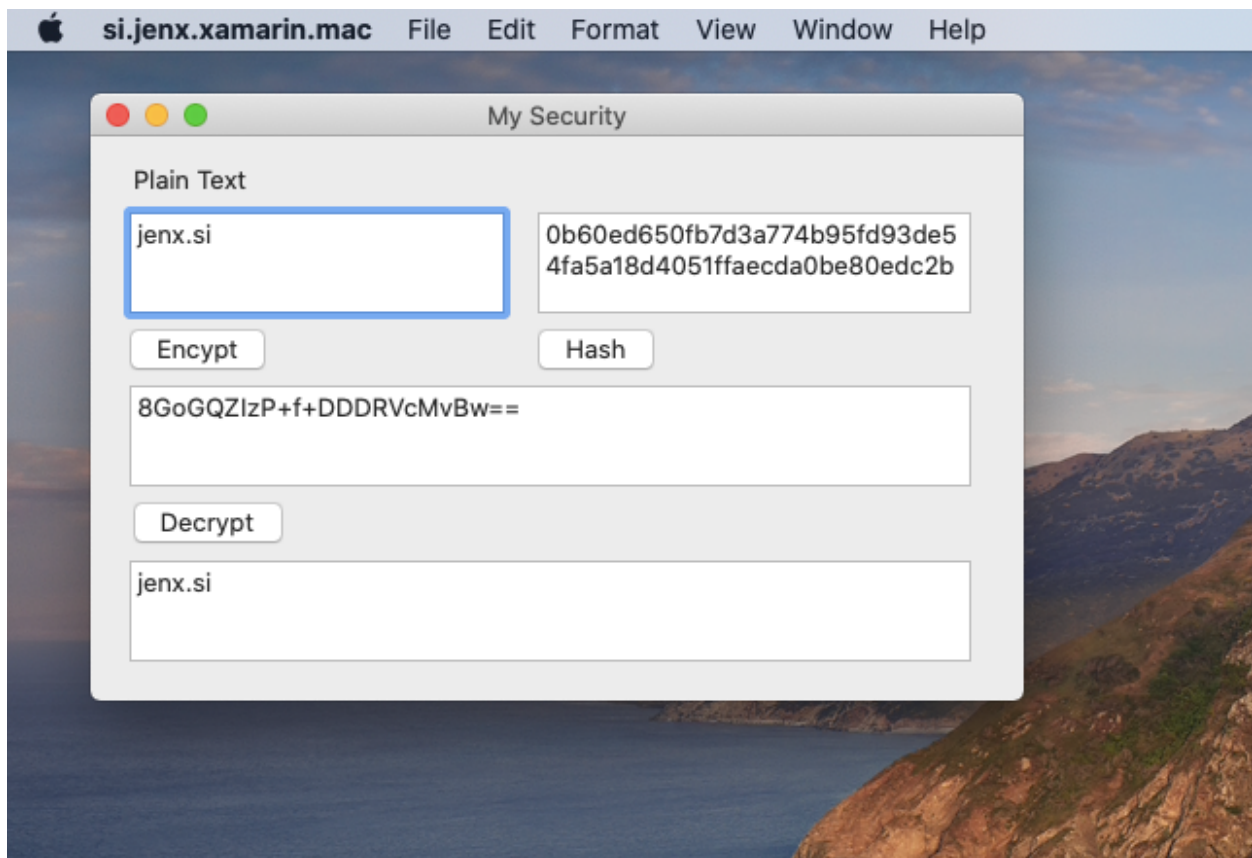 si.jenx.xamarin.mac File Edit Format View Window Help
My Security
Plain Text
jenx.si
0b60ed650fb7d3a774b95fd93de5
4fa5a18d4051ffaecda0be80edc2b
Encypt
Hash
8GoGQZIzP+f+DDDRVcMvBw==
Decrypt
jenx.si